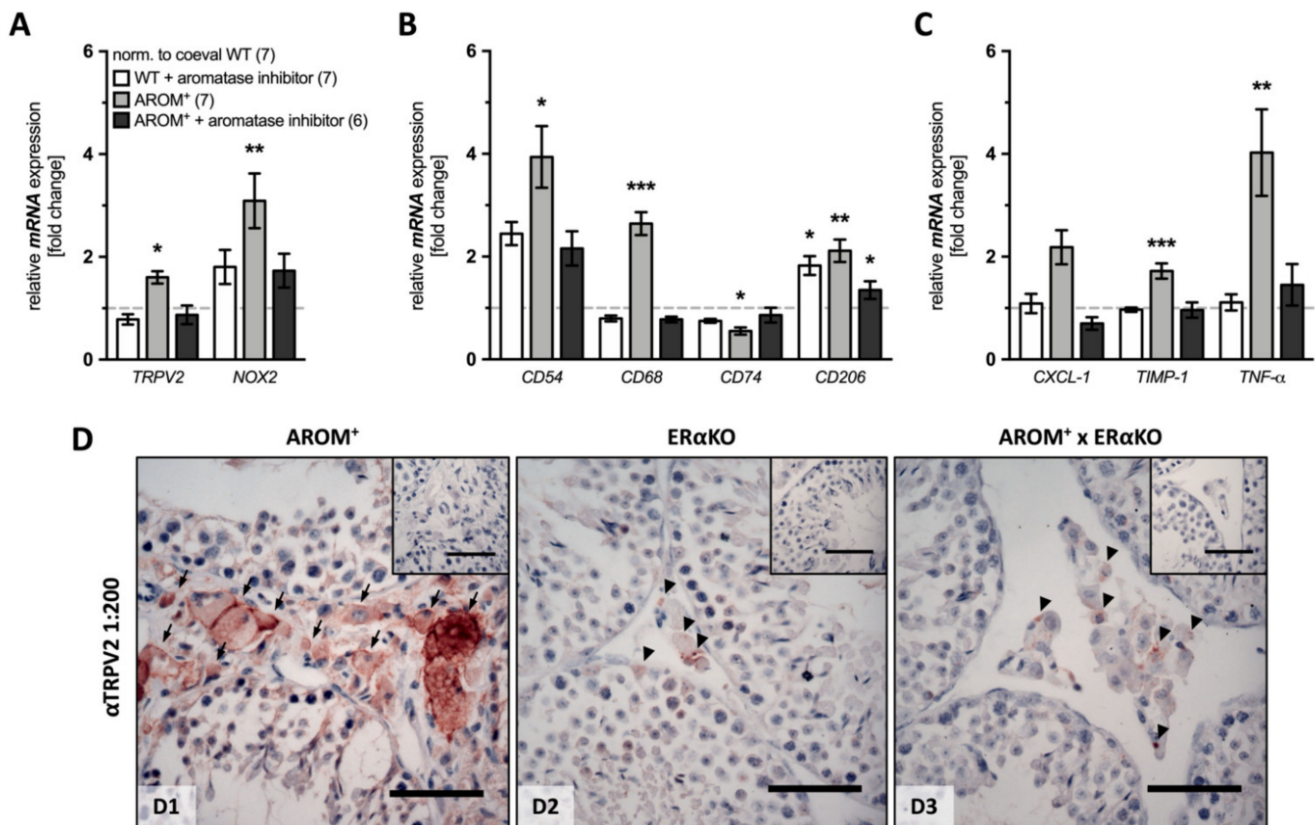 A
6
4
2
0
relative mRNA expression
[fold change]
norm. to coeval WT (7)
WT + aromatase inhibitor (7)
AROM⁺ (7)
AROM⁺ + aromatase inhibitor (6)
*
**
TRPV2 NOX2
B
6
4
2
0
relative mRNA expression
[fold change]
*
***
*
* ** *
CD54 CD68 CD74 CD206
C
6
4
2
0
relative mRNA expression
[fold change]
***
**
CXCL-1 TIMP-1 TNF-α
D
AROM⁺ ERαKO AROM⁺ x ERαKO
αTRPV2 1:200
D1 D2 D3